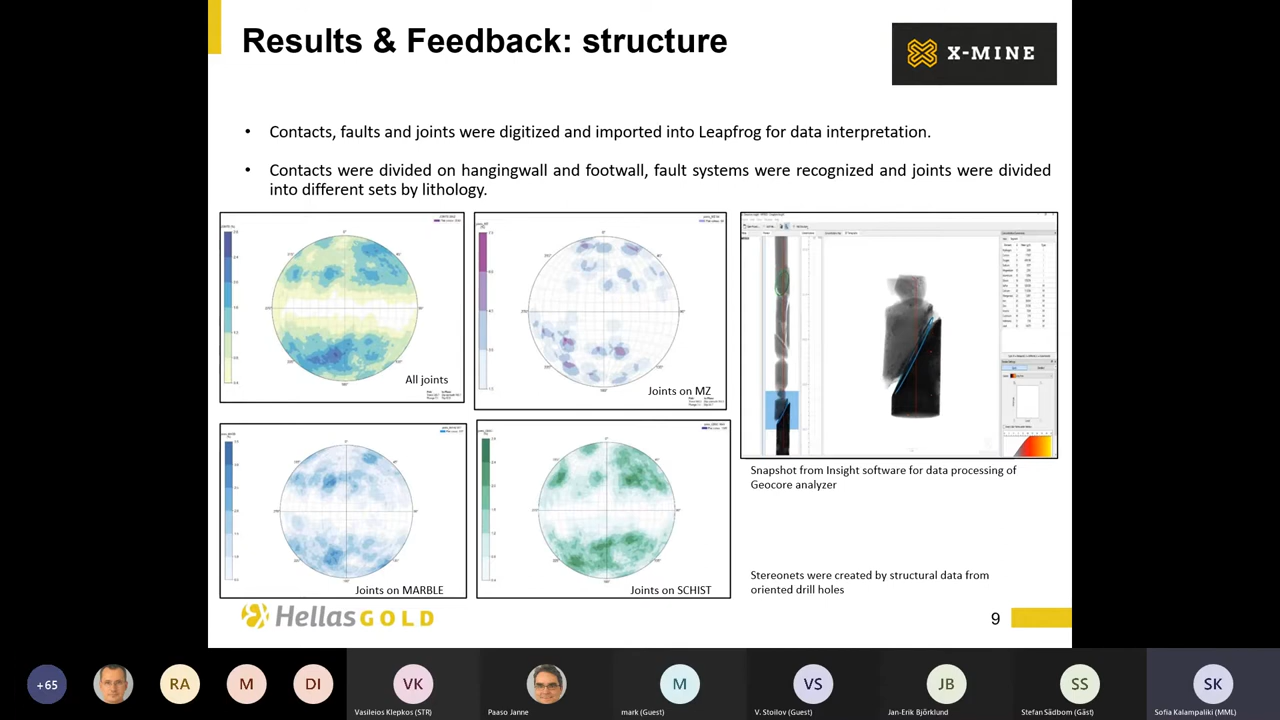 Results & Feedback: structure
X-MINE
• Contacts, faults and joints were digitized and imported into Leapfrog for data interpretation.
• Contacts were divided on hangingwall and footwall, fault systems were recognized and joints were divided
into different sets by lithology.
All joints
Joints on MZ
Joints on MARBLE
Joints on SCHIST
Snapshot from Insight software for data processing of
Geocore analyzer
Stereonets were created by structural data from
oriented drill holes
HellasGOLD
9
+65
RA
M
DI
VK
Vasileios Klepkos (STR)
Paaso Janne
M
mark (Guest)
VS
V. Stoilov (Guest)
JB
Jan-Erik Björklund
SS
Stefan Sädbom (Gäst)
SK
Sofia Kalampaliki (MML)